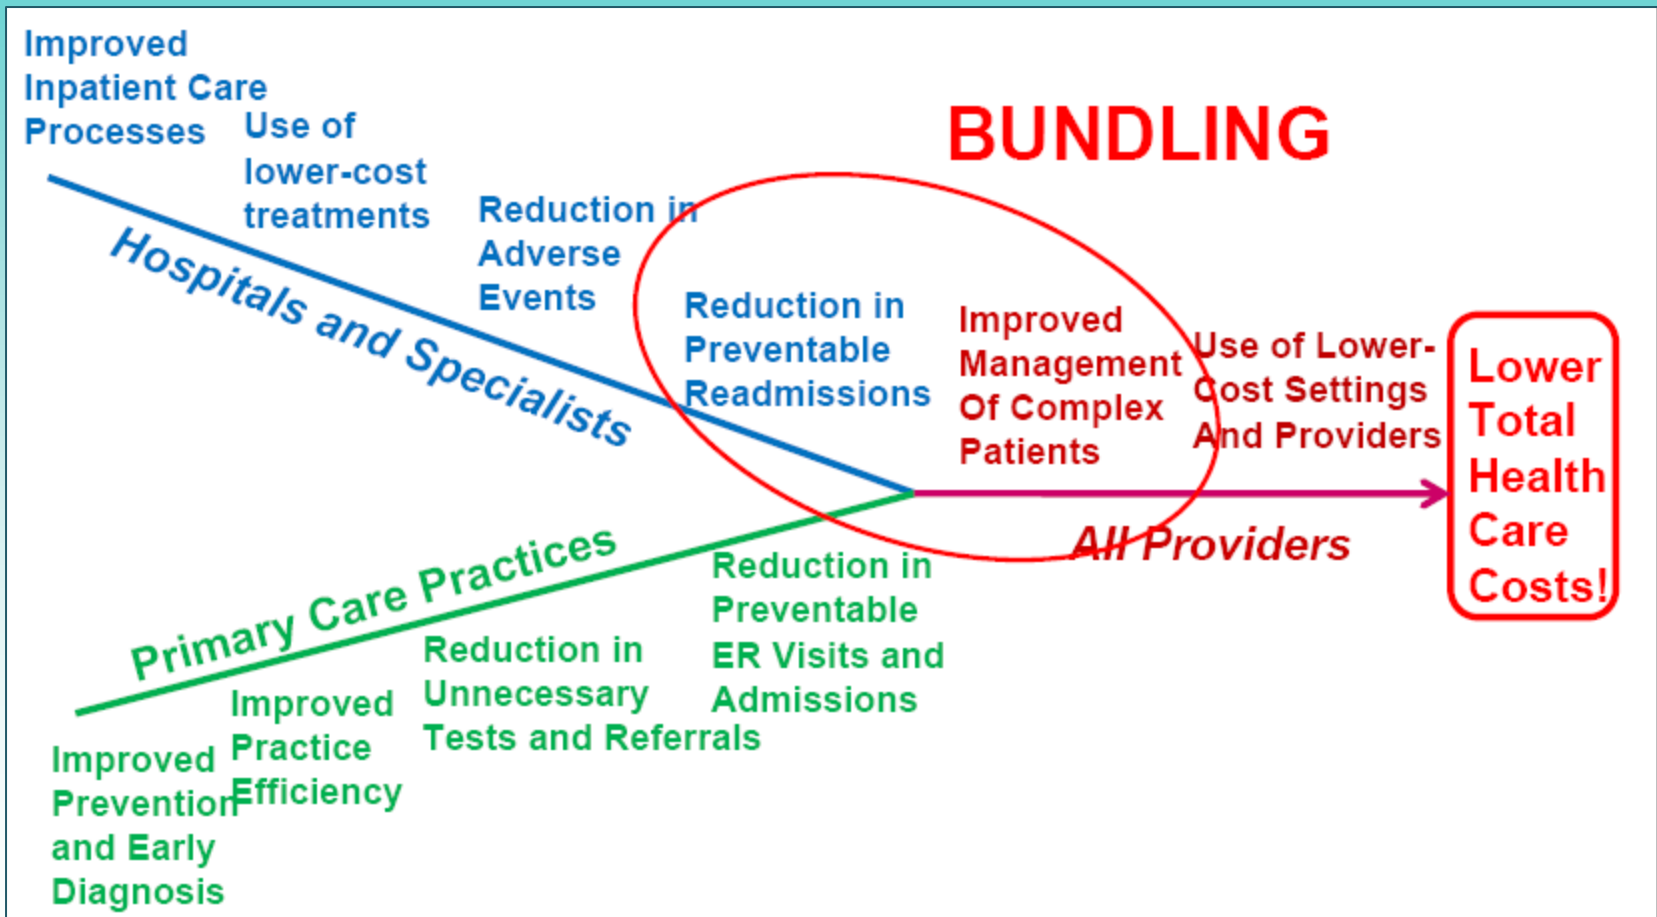 Improved
Inpatient Care
Processes
Use of
lower-cost
treatments
Reduction in
Adverse
Events
BUNDLING
Reduction in
Preventable
Readmissions
Improved
Management
Of Complex
Patients
Use of Lower-
Cost Settings
And Providers
Lower
Total
Health
Care
Costs!
Hospitals and Specialists
All Providers
Primary Care Practices
Improved
Prevention
and Early
Diagnosis
Improved
Practice
Efficiency
Reduction in
Unnecessary
Tests and Referrals
Reduction in
Preventable
ER Visits and
Admissions